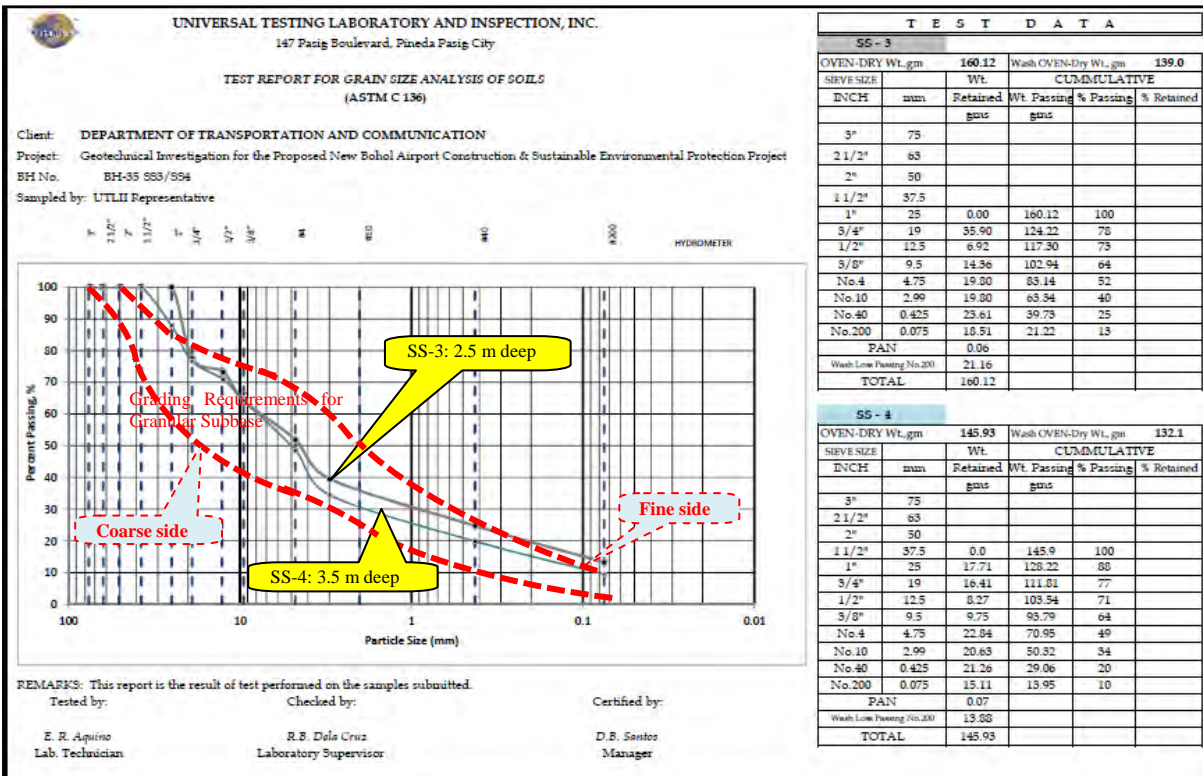 UNIVERSAL TESTING LABORATORY AND INSPECTION, INC.
147 Pasig Boulevard, Pineda Pasig City
TEST REPORT FOR GRAIN SIZE ANALYSIS OF SOILS
(ASTM C 136)
Client: DEPARTMENT OF TRANSPORTATION AND COMMUNICATION
Project: Geotechnical Investigation for the Proposed New Bohol Airport Construction & Sustainable Environmental Protection Project
BH No. BH-35 SS3/SS4
Sampled by: UTLII Representative
3" 2 1/2" 2" 1 1/2" 1" 3/4" 1/2" 3/8" #4 #10 #40 #200 HYDROMETER
Percent Passing, %
100
90
80
70
60
50
40
30
20
10
0
100 10 1 0.1 0.01
Particle Size (mm)
SS-3: 2.5 m deep
Grading Requirements for
Granular Subbase
Coarse side
Fine side
SS-4: 3.5 m deep
REMARKS: This report is the result of test performed on the samples submitted.
Tested by: Checked by: Certified by:
E. R. Aquino R.B. Dela Cruz D.B. Santos
Lab. Technician Laboratory Supervisor Manager
T E S T D A T A
SS - 3
OVEN-DRY Wt.,gm 160.12 Wash OVEN-Dry Wt., gm 139.0
SIEVE SIZE Wt. CUMMULATIVE
INCH mm Retained Wt. Passing % Passing % Retained
gms gms
3" 75
2 1/2" 63
2" 50
1 1/2" 37.5
1" 25 0.00 160.12 100
3/4" 19 35.90 124.22 78
1/2" 12.5 6.92 117.30 73
3/8" 9.5 14.36 102.94 64
No.4 4.75 19.80 83.14 52
No.10 2.99 19.80 63.34 40
No.40 0.425 23.61 39.73 25
No.200 0.075 18.51 21.22 13
PAN 0.06
Wash Loss Passing No.200 21.16
TOTAL 160.12
SS - 4
OVEN-DRY Wt.,gm 145.93 Wash OVEN-Dry Wt., gm 132.1
SIEVE SIZE Wt. CUMMULATIVE
INCH mm Retained Wt. Passing % Passing % Retained
gms gms
3" 75
2 1/2" 63
2" 50
1 1/2" 37.5 0.0 145.9 100
1" 25 17.71 128.22 88
3/4" 19 16.41 111.81 77
1/2" 12.5 8.27 103.54 71
3/8" 9.5 9.75 93.79 64
No.4 4.75 22.84 70.95 49
No.10 2.99 20.63 50.32 34
No.40 0.425 21.26 29.06 20
No.200 0.075 15.11 13.95 10
PAN 0.07
Wash Loss Passing No.200 13.88
TOTAL 145.93